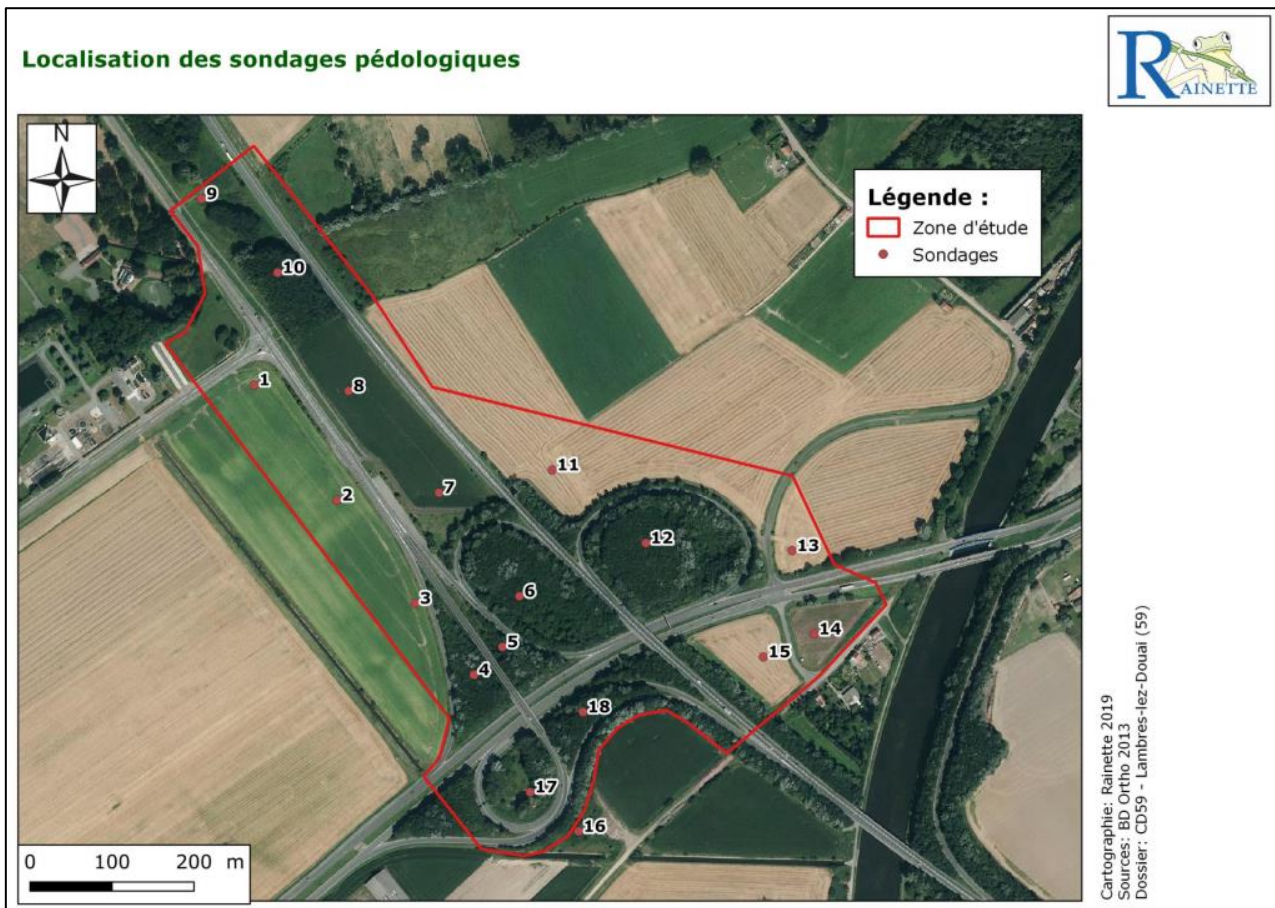 Localisation des sondages pédologiques
RAINETTE
N
9
10
Légende :
Zone d'étude
Sondages
1
8
2
11
7
12
13
3
6
14
5
15
4
18
17
16
0 100 200 m
Cartographie: Rainette 2019
Sources: BD Ortho 2013
Dossier: CD59 - Lambres-lez-Douai (59)